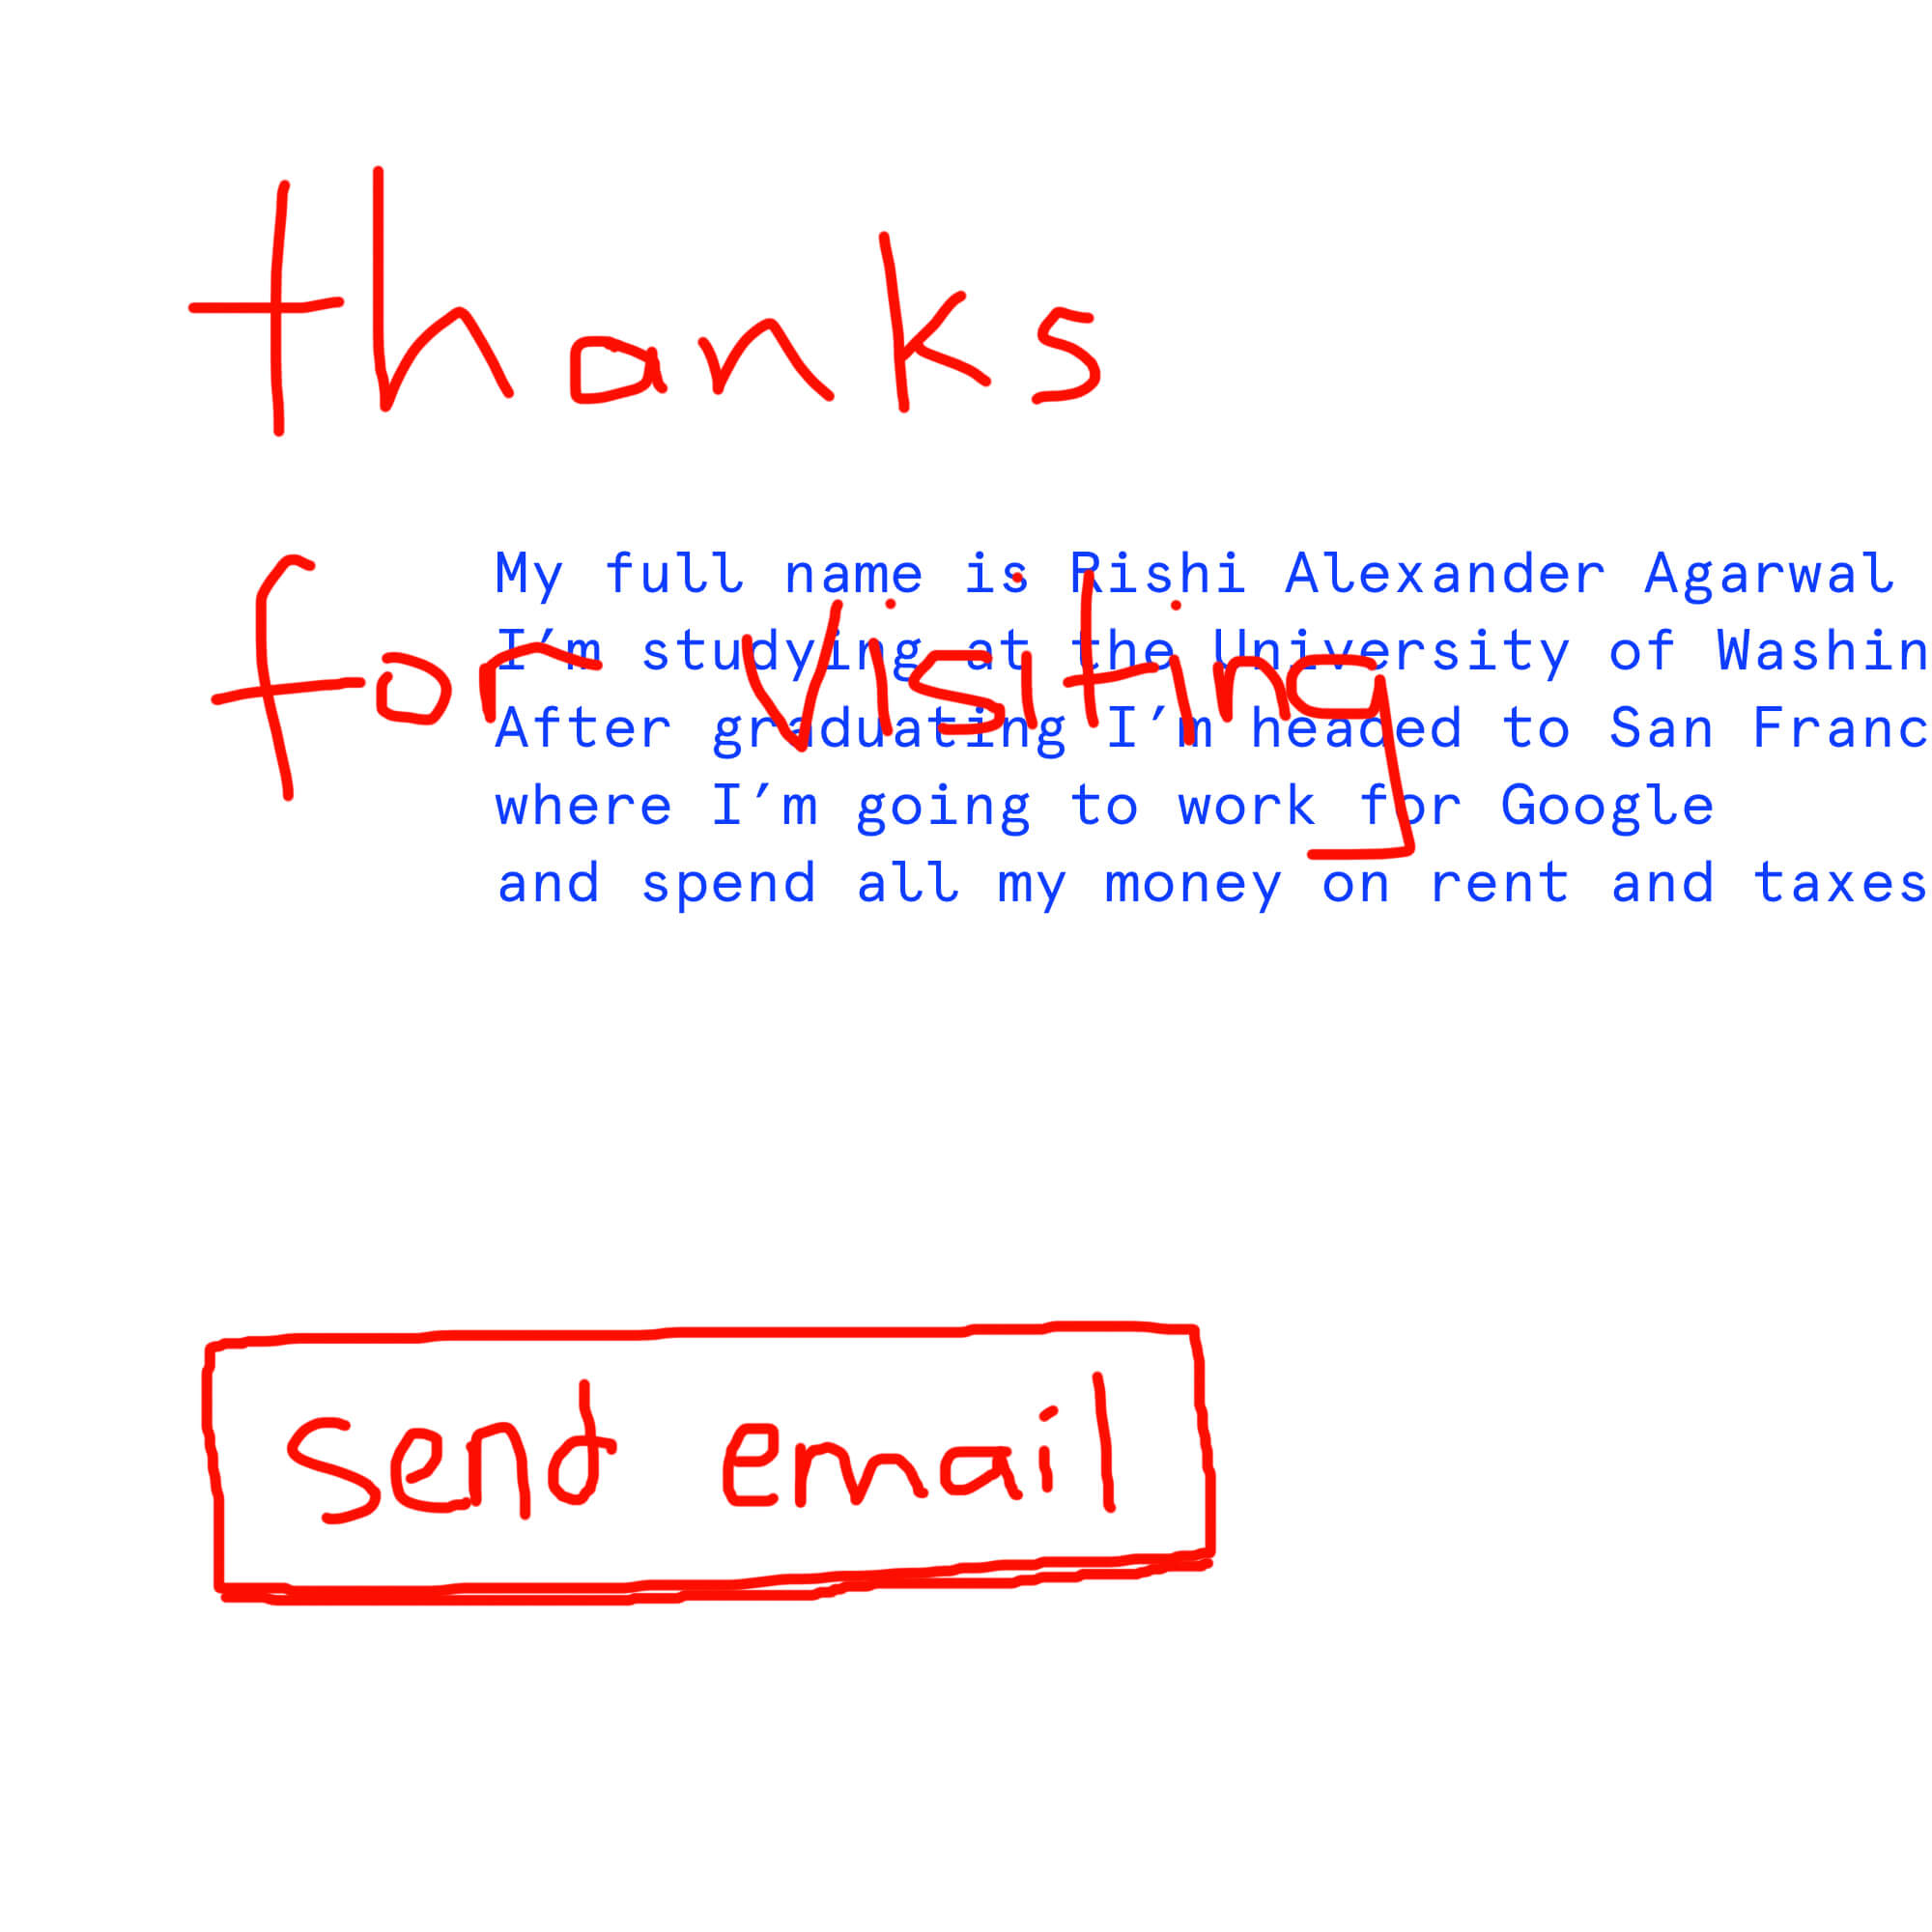 thanks
for visiting
My full name is Rishi Alexander Agarwal
I'm studying at the University of Washin
After graduating I'm headed to San Franc
where I'm going to work for Google
and spend all my money on rent and taxes
send email